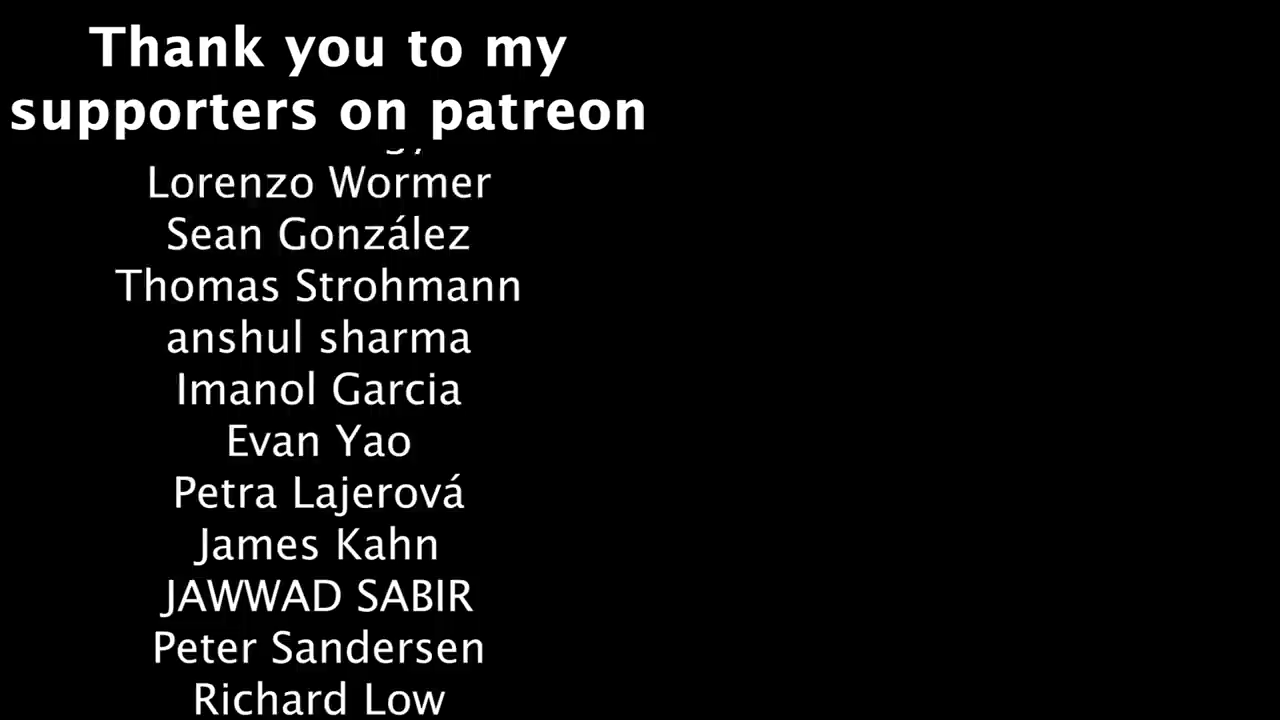 Thank you to my
supporters on patreon
Lorenzo Wormer
Sean González
Thomas Strohmann
anshul sharma
Imanol Garcia
Evan Yao
Petra Lajerová
James Kahn
JAWWAD SABIR
Peter Sandersen
Richard Low